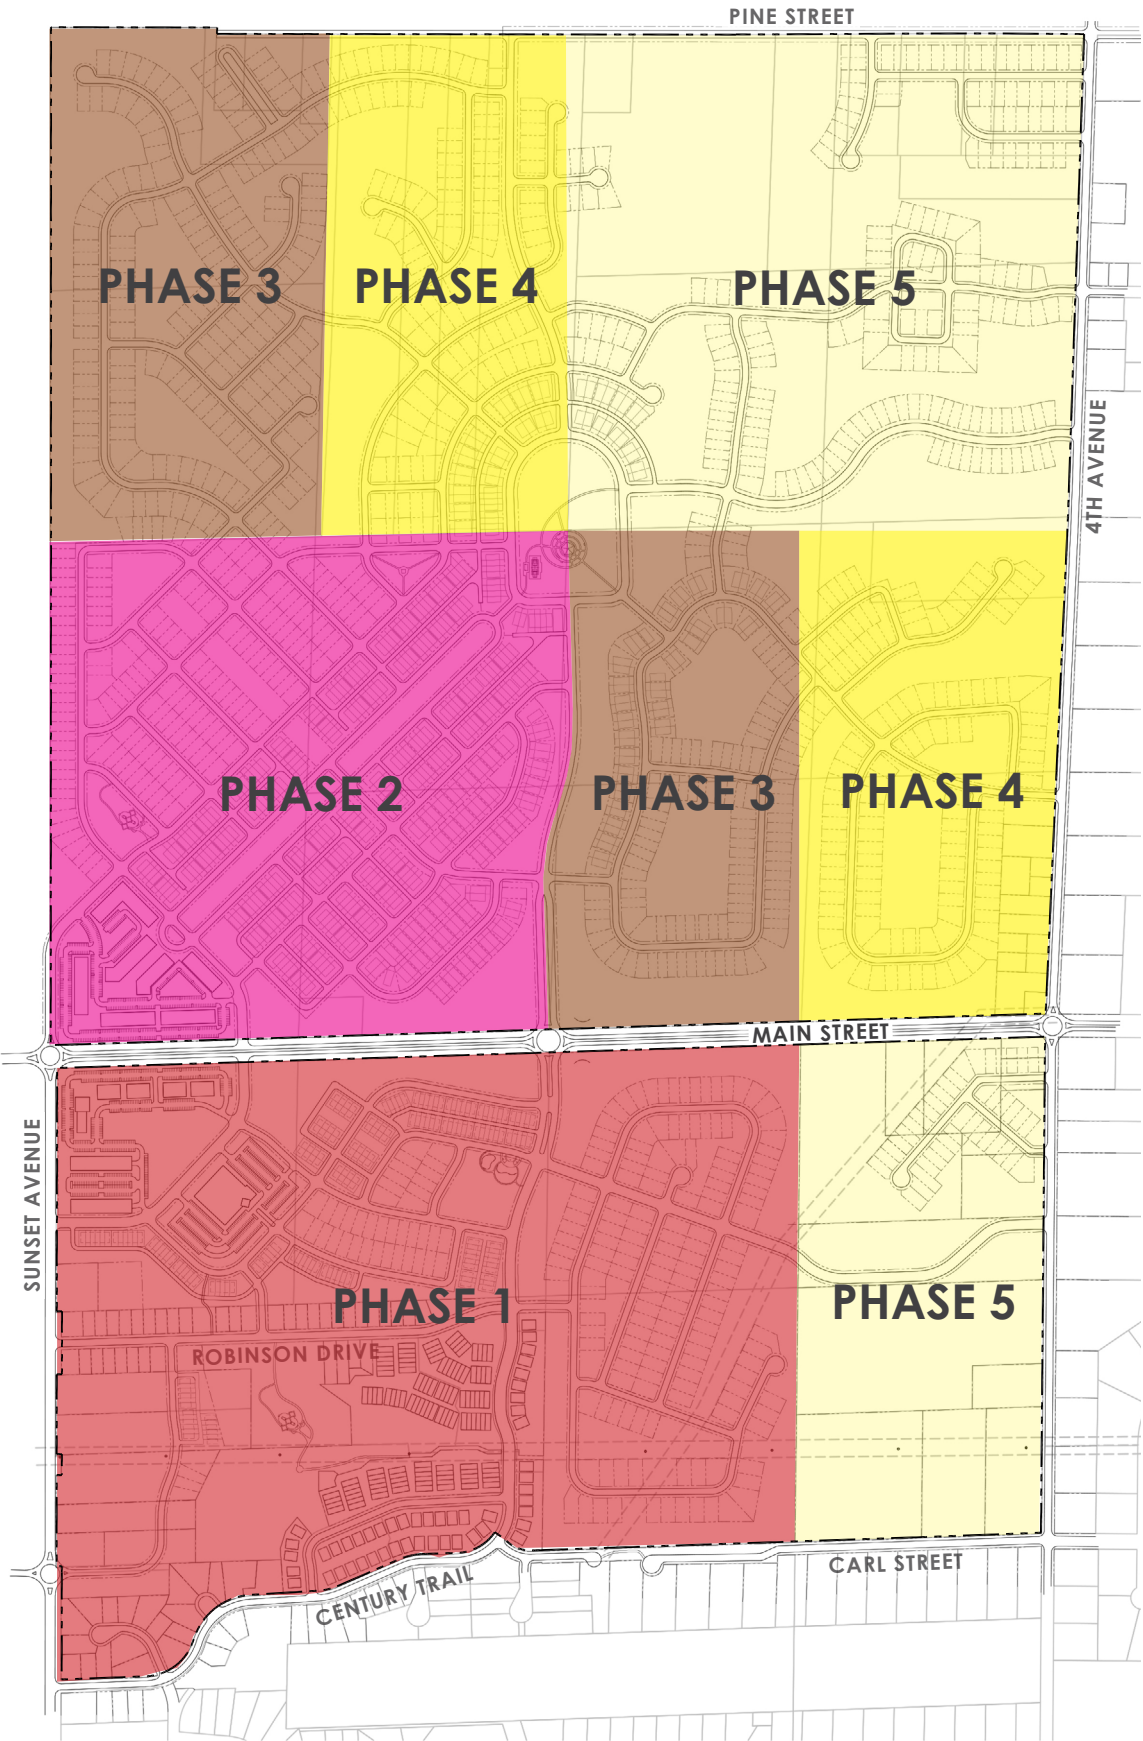 PINE STREET
PHASE 3
PHASE 4
PHASE 5
4TH AVENUE
PHASE 2
PHASE 3
PHASE 4
MAIN STREET
SUNSET AVENUE
PHASE 1
PHASE 5
ROBINSON DRIVE
CARL STREET
CENTURY TRAIL